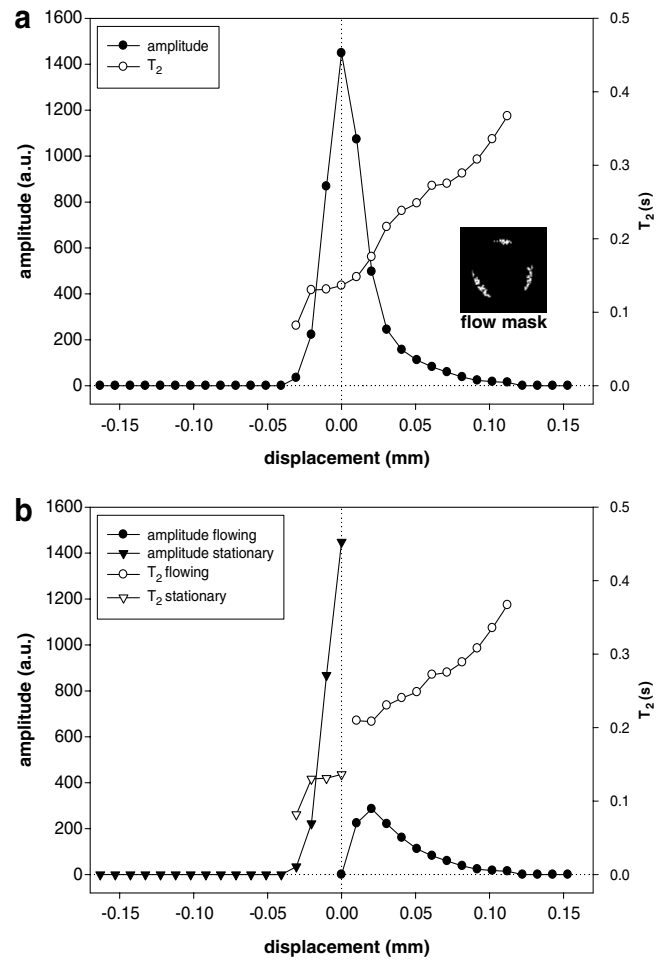 a
1600
1400
1200
1000
800
600
400
200
0
amplitude (a.u.)
amplitude
T2
0.5
0.4
0.3
0.2
0.1
0.0
T2 (s)
flow mask
-0.15 -0.10 -0.05 0.00 0.05 0.10 0.15
displacement (mm)
b
1600
1400
1200
1000
800
600
400
200
0
amplitude (a.u.)
amplitude flowing
amplitude stationary
T2 flowing
T2 stationary
0.5
0.4
0.3
0.2
0.1
0.0
T2 (s)
-0.15 -0.10 -0.05 0.00 0.05 0.10 0.15
displacement (mm)